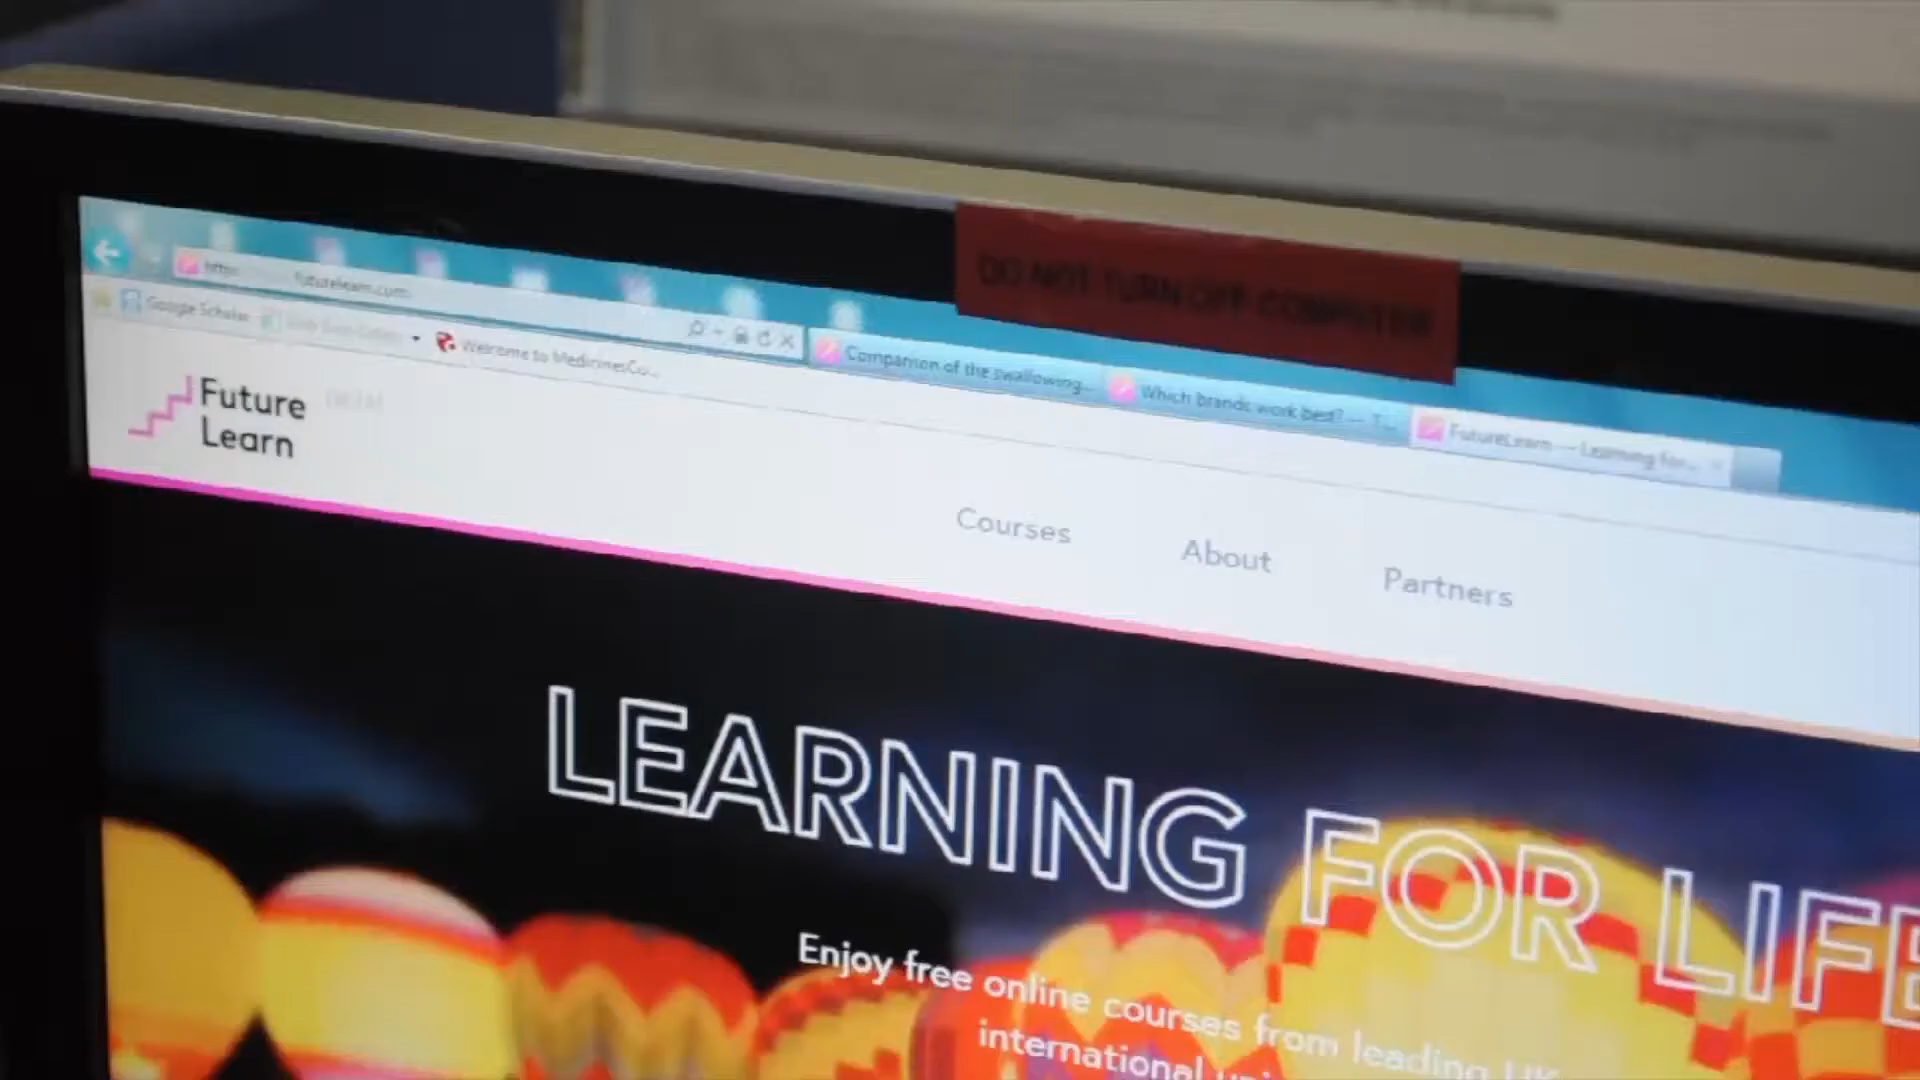 DO NOT TURN OFF COMPUTER
https futurelearn.com
Companion of the swallowing...
Which brands work best? — T...
FutureLearn — Learning for...
Google Scholar
Welcome to MedicinesCo...
Future
Learn
Courses
About
Partners
LEARNING FOR LIFE
Enjoy free online courses from leading UK
international